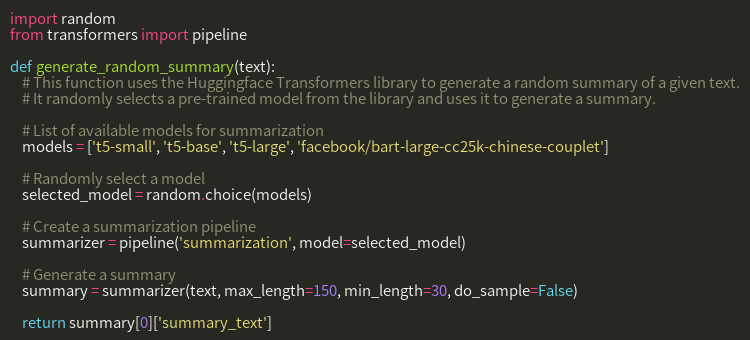 import random
from transformers import pipeline
def generate_random_summary(text):
# This function uses the Huggingface Transformers library to generate a random summary of a given text.
# It randomly selects a pre-trained model from the library and uses it to generate a summary.
# List of available models for summarization
models = ['t5-small', 't5-base', 't5-large', 'facebook/bart-large-cc25k-chinese-couplet']
# Randomly select a model
selected_model = random.choice(models)
# Create a summarization pipeline
summarizer = pipeline('summarization', model=selected_model)
# Generate a summary
summary = summarizer(text, max_length=150, min_length=30, do_sample=False)
return summary[0]['summary_text']